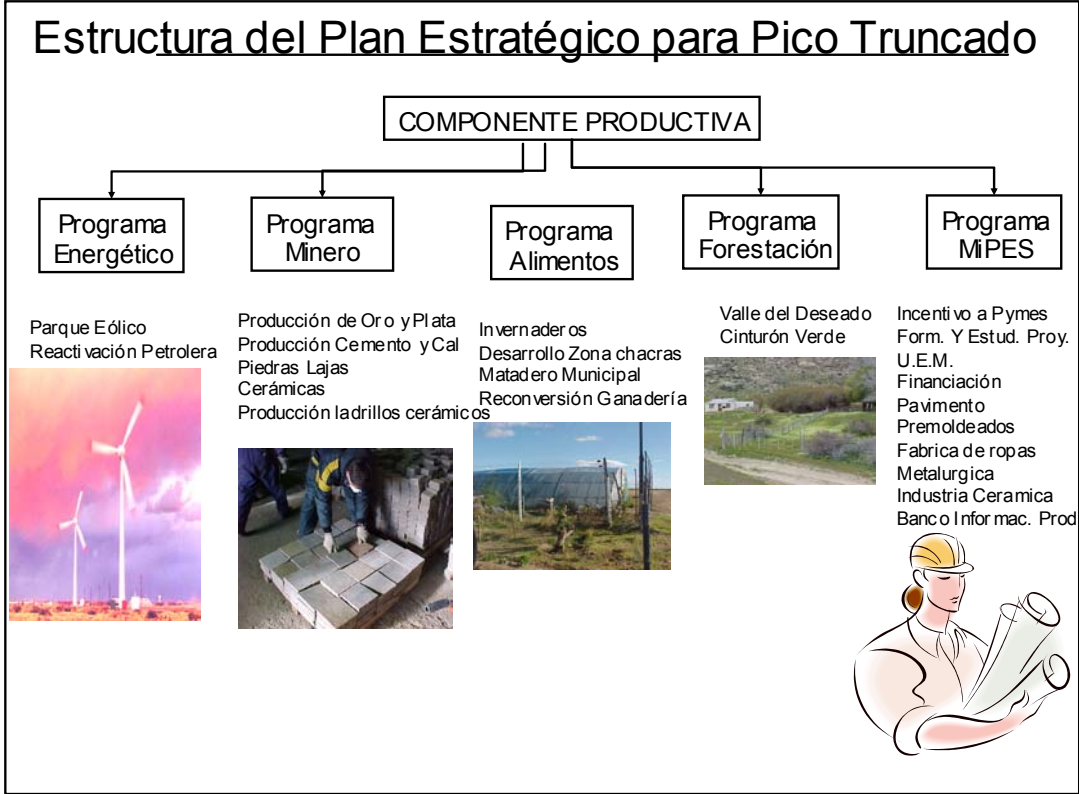 Estructura del Plan Estratégico para Pico Truncado
COMPONENTE PRODUCTIVA
Programa
Energético
Parque Eólico
Reactivación Petrolera
Programa
Minero
Producción de Oro y Plata
Producción Cemento y Cal
Piedras Lajas
Cerámicas
Producción ladrillos cerámicos
Programa
Alimentos
Invernaderos
Desarrollo Zona chacras
Matadero Municipal
Reconversión Ganadería
Programa
Forestación
Valle del Deseado
Cinturón Verde
Programa
MiPES
Incentivo a Pymes
Form. Y Estud. Proy.
U.E.M.
Financiación
Pavimento
Premoldeados
Fabrica de ropas
Metalurgica
Industria Ceramica
Banco Informac. Prod